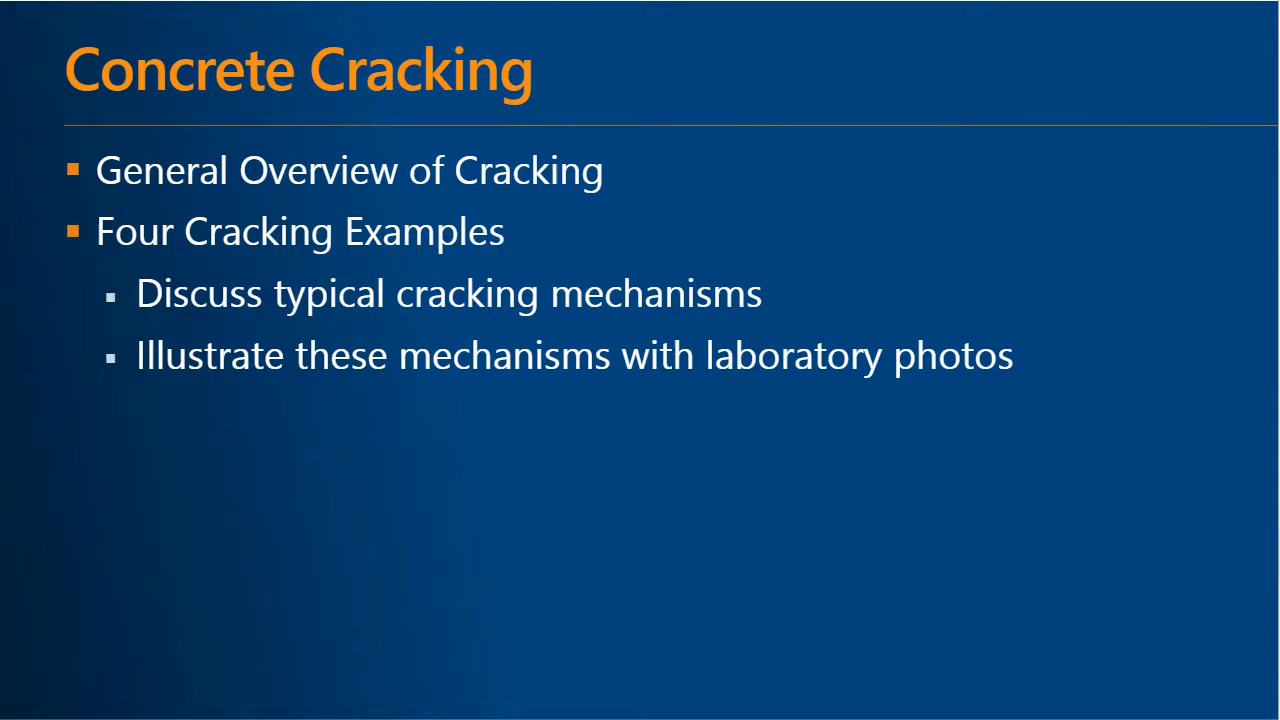 Concrete Cracking
General Overview of Cracking
Four Cracking Examples
Discuss typical cracking mechanisms
Illustrate these mechanisms with laboratory photos